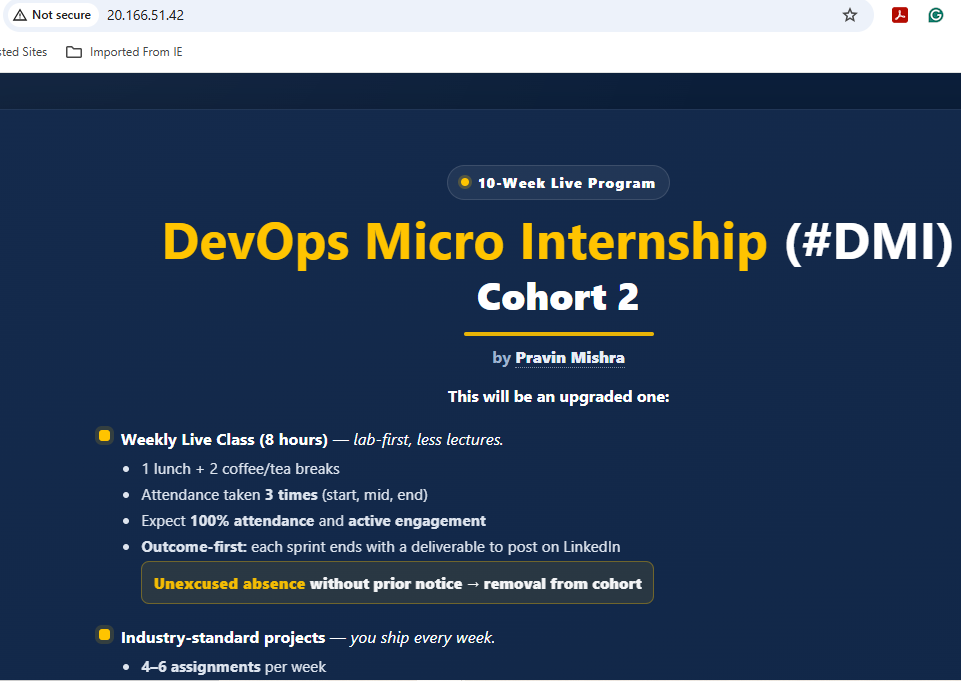 Not secure 20.166.51.42
sted Sites Imported From IE
10-Week Live Program
DevOps Micro Internship (#DMI)
Cohort 2
by Pravin Mishra
This will be an upgraded one:
Weekly Live Class (8 hours) — lab-first, less lectures.
1 lunch + 2 coffee/tea breaks
Attendance taken 3 times (start, mid, end)
Expect 100% attendance and active engagement
Outcome-first: each sprint ends with a deliverable to post on LinkedIn
Unexcused absence without prior notice → removal from cohort
Industry-standard projects — you ship every week.
4–6 assignments per week